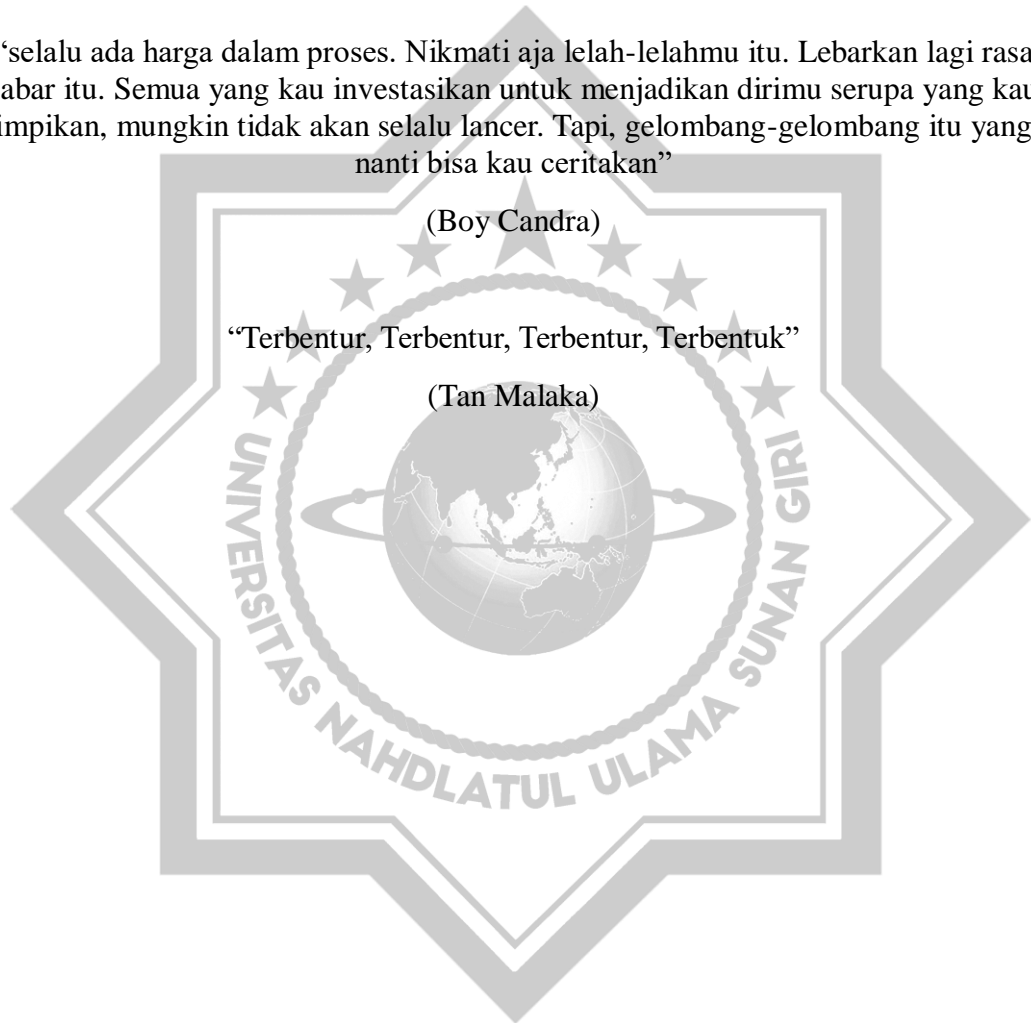 “selalu ada harga dalam proses. Nikmati aja lelah-lelahmu itu. Lebarkan lagi rasa
abar itu. Semua yang kau investasikan untuk menjadikan dirimu serupa yang kau
impikan, mungkin tidak akan selalu lancer. Tapi, gelombang-gelombang itu yang
nanti bisa kau ceritakan”
(Boy Candra)
“Terbentur, Terbentur, Terbentur, Terbentuk”
(Tan Malaka)
UNIVERSITAS NAHDLATUL ULAMA SUNAN GIRI